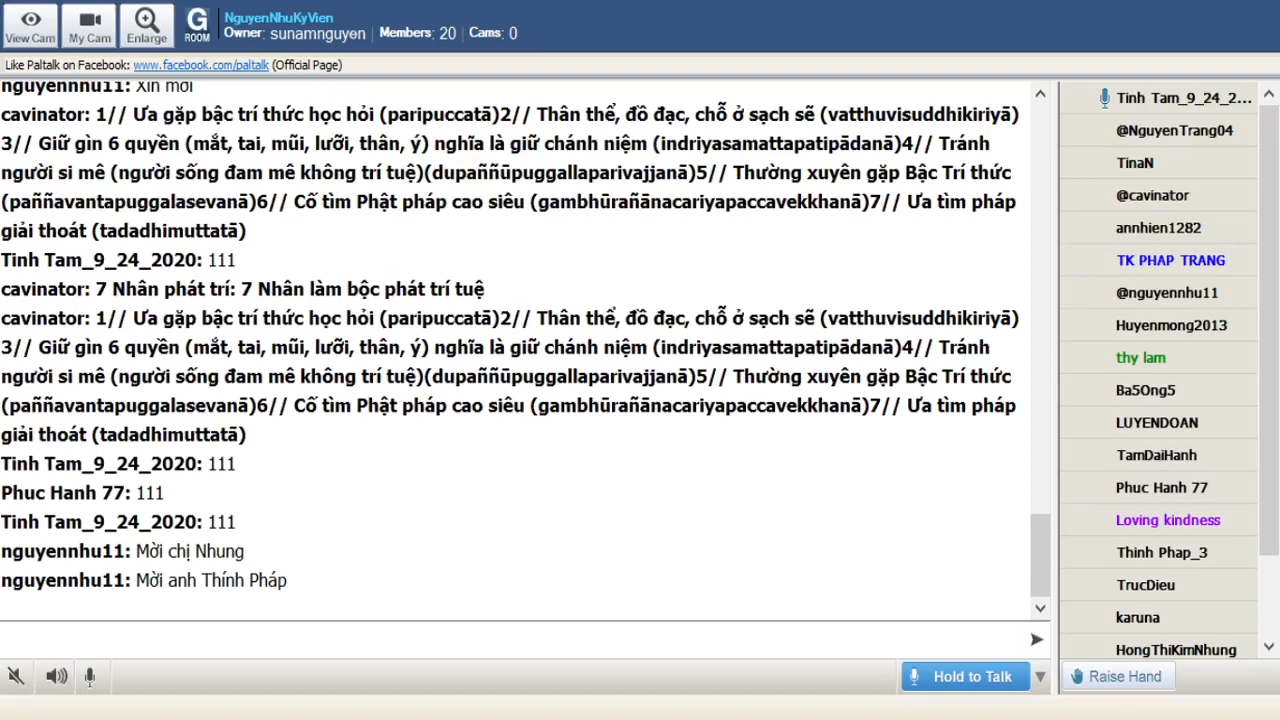 View Cam
My Cam
Enlarge
G
ROOM
NguyenNhuKyVien
Owner: sunamnguyen | Members: 20 | Cams: 0
Like Paltalk on Facebook: www.facebook.com/paltalk (Official Page)
nguyennhu11: Xin mời
cavinator: 1// Ưa gặp bậc trí thức học hỏi (paripuccatā)2// Thân thể, đồ đạc, chỗ ở sạch sẽ (vatthuvisuddhikiriyā)
3// Giữ gìn 6 quyền (mắt, tai, mũi, lưỡi, thân, ý) nghĩa là giữ chánh niệm (indriyasamattapatipādanā)4// Tránh
người si mê (người sống đam mê không trí tuệ)(dupaññūpuggallaparivajjanā)5// Thường xuyên gặp Bậc Trí thức
(paññavantapuggalasevanā)6// Cố tìm Phật pháp cao siêu (gambhūrañānacariyapaccavekkhanā)7// Ưa tìm pháp
giải thoát (tadadhimuttatā)
Tinh Tam_9_24_2020: 111
cavinator: 7 Nhân phát trí: 7 Nhân làm bộc phát trí tuệ
cavinator: 1// Ưa gặp bậc trí thức học hỏi (paripuccatā)2// Thân thể, đồ đạc, chỗ ở sạch sẽ (vatthuvisuddhikiriyā)
3// Giữ gìn 6 quyền (mắt, tai, mũi, lưỡi, thân, ý) nghĩa là giữ chánh niệm (indriyasamattapatipādanā)4// Tránh
người si mê (người sống đam mê không trí tuệ)(dupaññūpuggallaparivajjanā)5// Thường xuyên gặp Bậc Trí thức
(paññavantapuggalasevanā)6// Cố tìm Phật pháp cao siêu (gambhūrañānacariyapaccavekkhanā)7// Ưa tìm pháp
giải thoát (tadadhimuttatā)
Tinh Tam_9_24_2020: 111
Phuc Hanh 77: 111
Tinh Tam_9_24_2020: 111
nguyennhu11: Mời chị Nhung
nguyennhu11: Mời anh Thính Pháp
Hold to Talk
Tinh Tam_9_24_2...
@NguyenTrang04
TinaN
@cavinator
annhien1282
TK PHAP TRANG
@nguyennhu11
Huyenmong2013
thy lam
Ba5Ong5
LUYENDOAN
TamDaiHanh
Phuc Hanh 77
Loving kindness
Thinh Phap_3
TrucDieu
karuna
HongThiKimNhung
Raise Hand